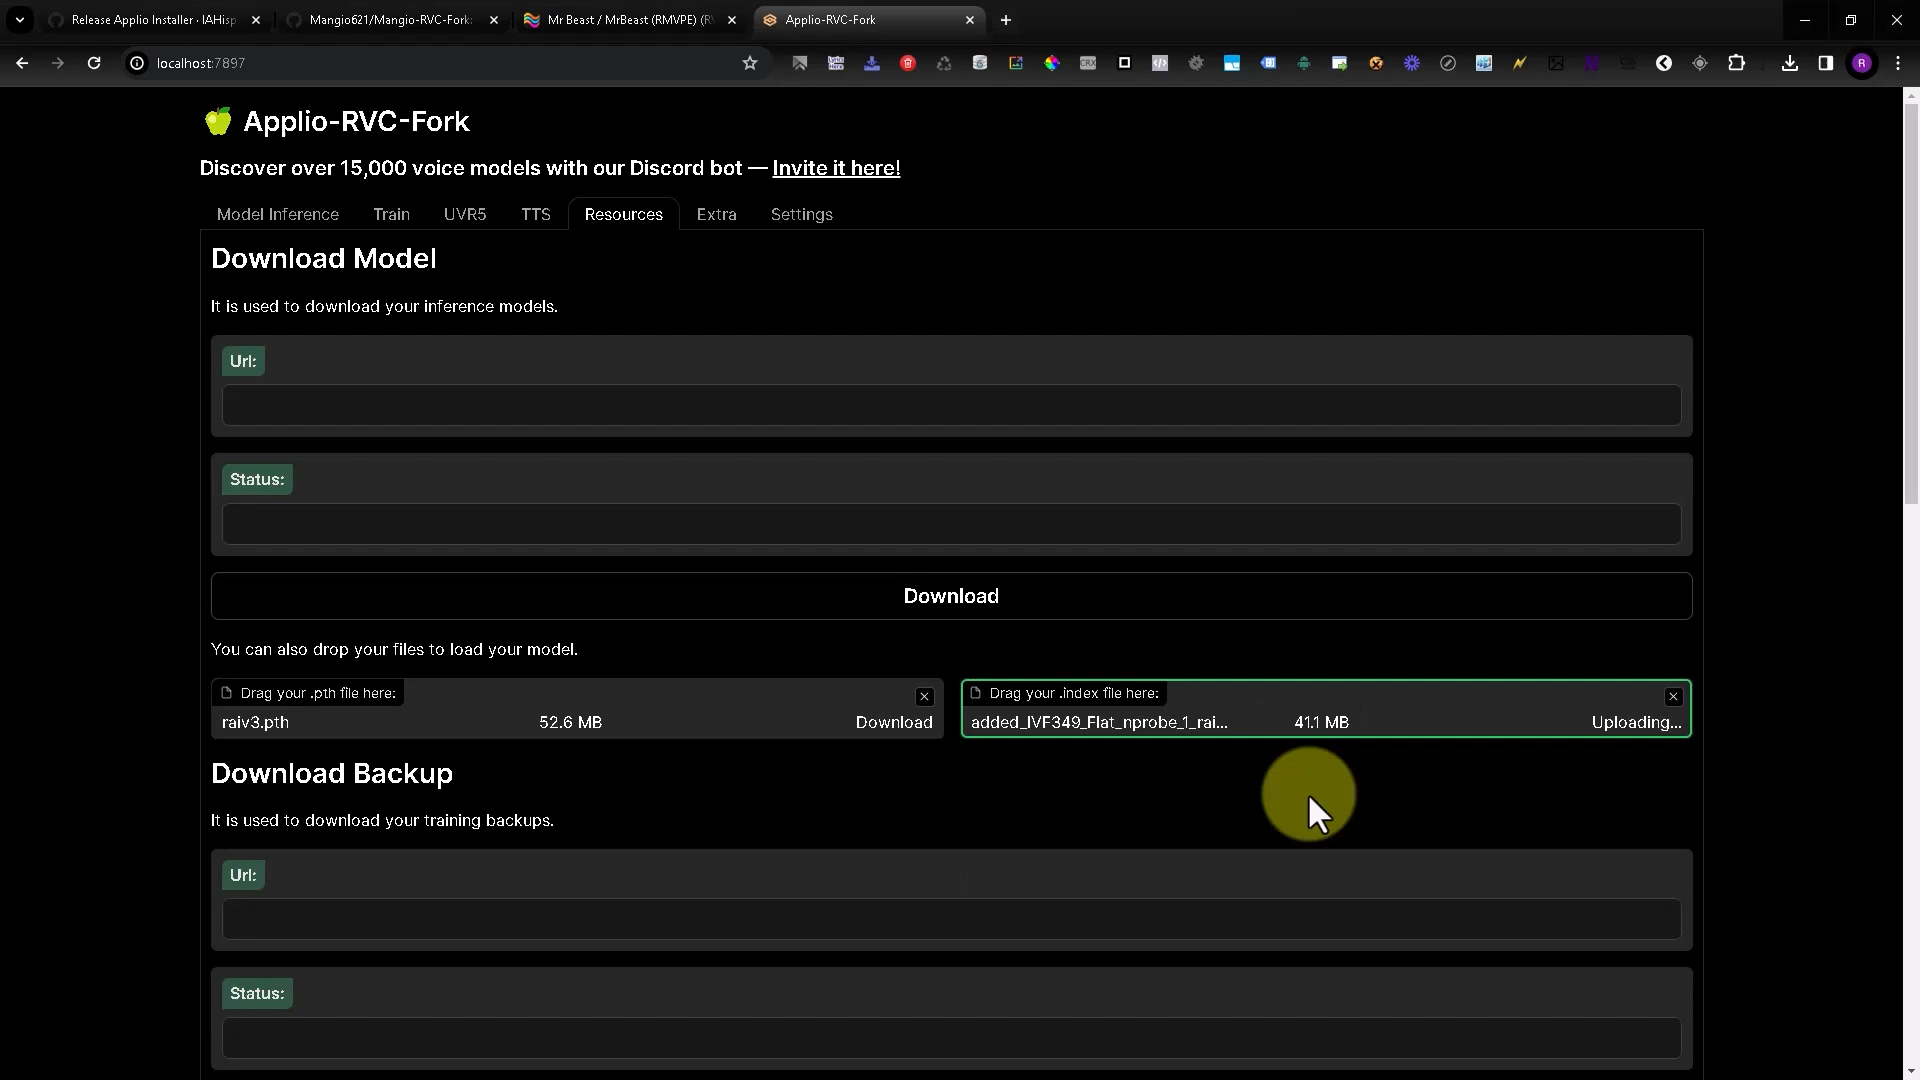 Release Applio Installer · IAHisp
Mangio621/Mangio-RVC-Fork:
Mr Beast / MrBeast (RMVPE) (R
Applio-RVC-Fork
localhost:7897
CRX
R
Applio-RVC-Fork
Discover over 15,000 voice models with our Discord bot — Invite it here!
Model Inference
Train
UVR5
TTS
Resources
Extra
Settings
Download Model
It is used to download your inference models.
Url:
Status:
Download
You can also drop your files to load your model.
Drag your .pth file here:
raiv3.pth 52.6 MB Download
Drag your .index file here:
added_IVF349_Flat_nprobe_1_rai... 41.1 MB Uploading...
Download Backup
It is used to download your training backups.
Url:
Status: